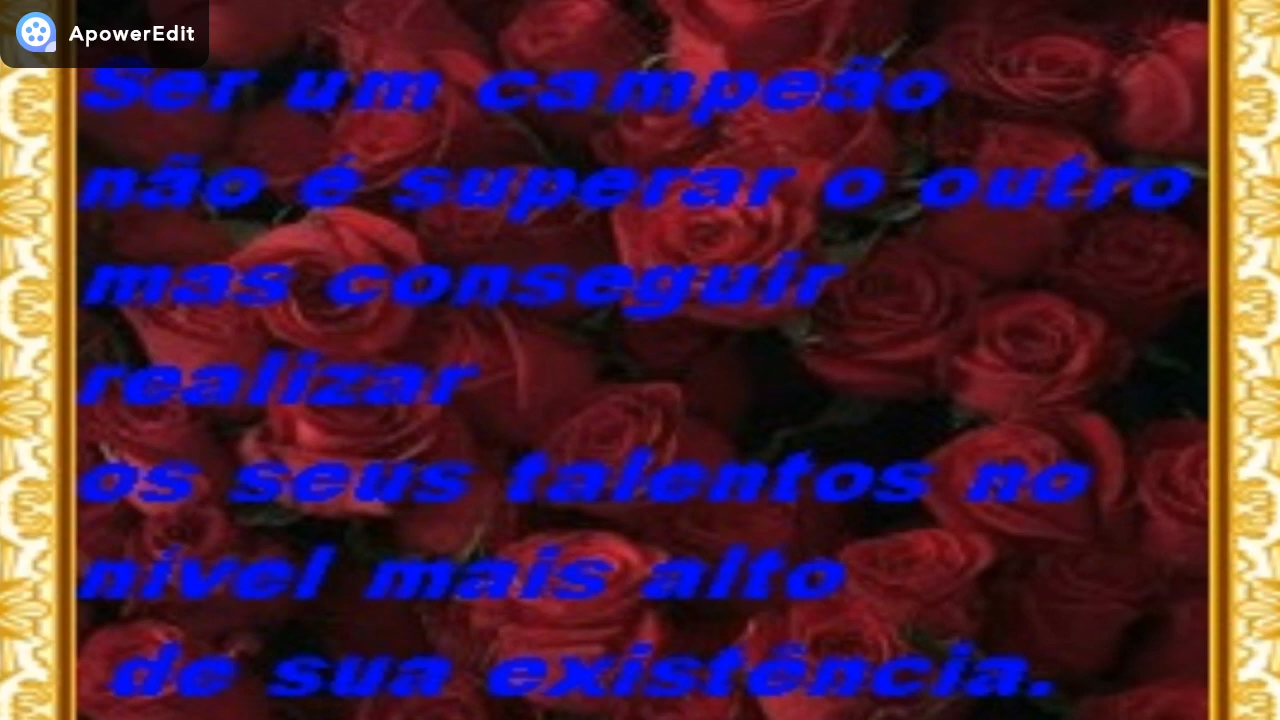 ApowerEdit
Ser um campeão
não é superar o outro
mas conseguir
realizar
os seus talentos no
nível mais alto
de sua existência.